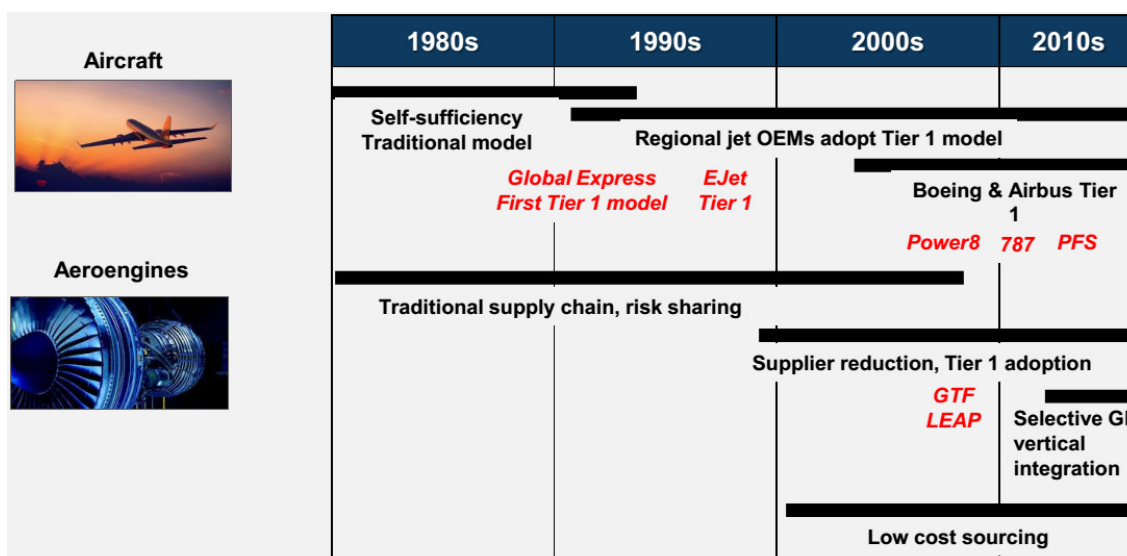 1980s
1990s
2000s
2010s
Aircraft
Self-sufficiency
Traditional model
Regional jet OEMs adopt Tier 1 model
Global Express
First Tier 1 model
EJet
Tier 1
Boeing & Airbus Tier
1
Power8
787
PFS
Aeroengines
Traditional supply chain, risk sharing
Supplier reduction, Tier 1 adoption
GTF
LEAP
Selective
vertical
integration
Low cost sourcing